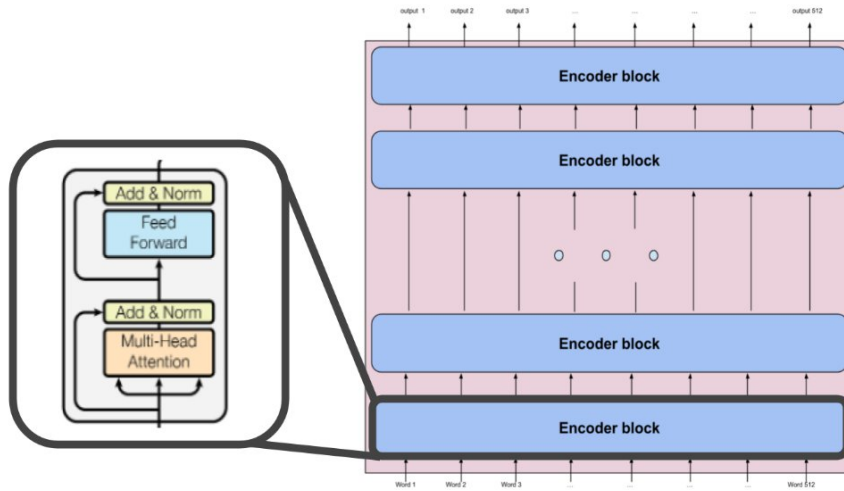 output 1 output 2 output 3 ... ... ... ... output 512
Encoder block
Encoder block
Add & Norm
Feed
Forward
Add & Norm
Multi-Head
Attention
Encoder block
Encoder block
Word 1 Word 2 Word 3 ... ... ... ... Word 512